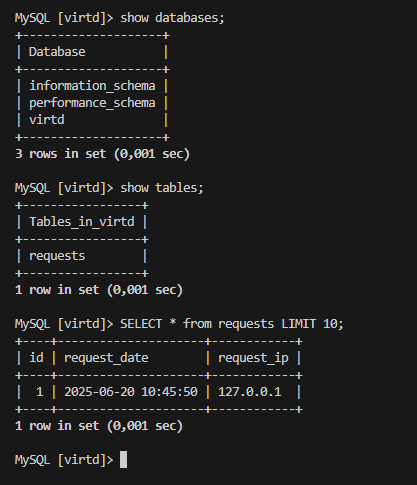 MySQL [virtd]> show databases;
+--------------------+
| Database           |
+--------------------+
| information_schema |
| performance_schema |
| virtd              |
+--------------------+
3 rows in set (0,001 sec)

MySQL [virtd]> show tables;
+-----------------+
| Tables_in_virtd |
+-----------------+
| requests        |
+-----------------+
1 row in set (0,001 sec)

MySQL [virtd]> SELECT * from requests LIMIT 10;
+----+---------------------+------------+
| id | request_date        | request_ip |
+----+---------------------+------------+
|  1 | 2025-06-20 10:45:50 | 127.0.0.1  |
+----+---------------------+------------+
1 row in set (0,001 sec)

MySQL [virtd]>